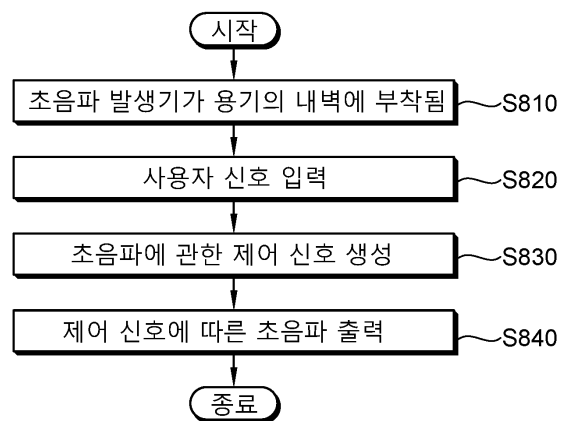 시작
초음파 발생기가 용기의 내벽에 부착됨 S810
사용자 신호 입력 S820
초음파에 관한 제어 신호 생성 S830
제어 신호에 따른 초음파 출력 S840
종료